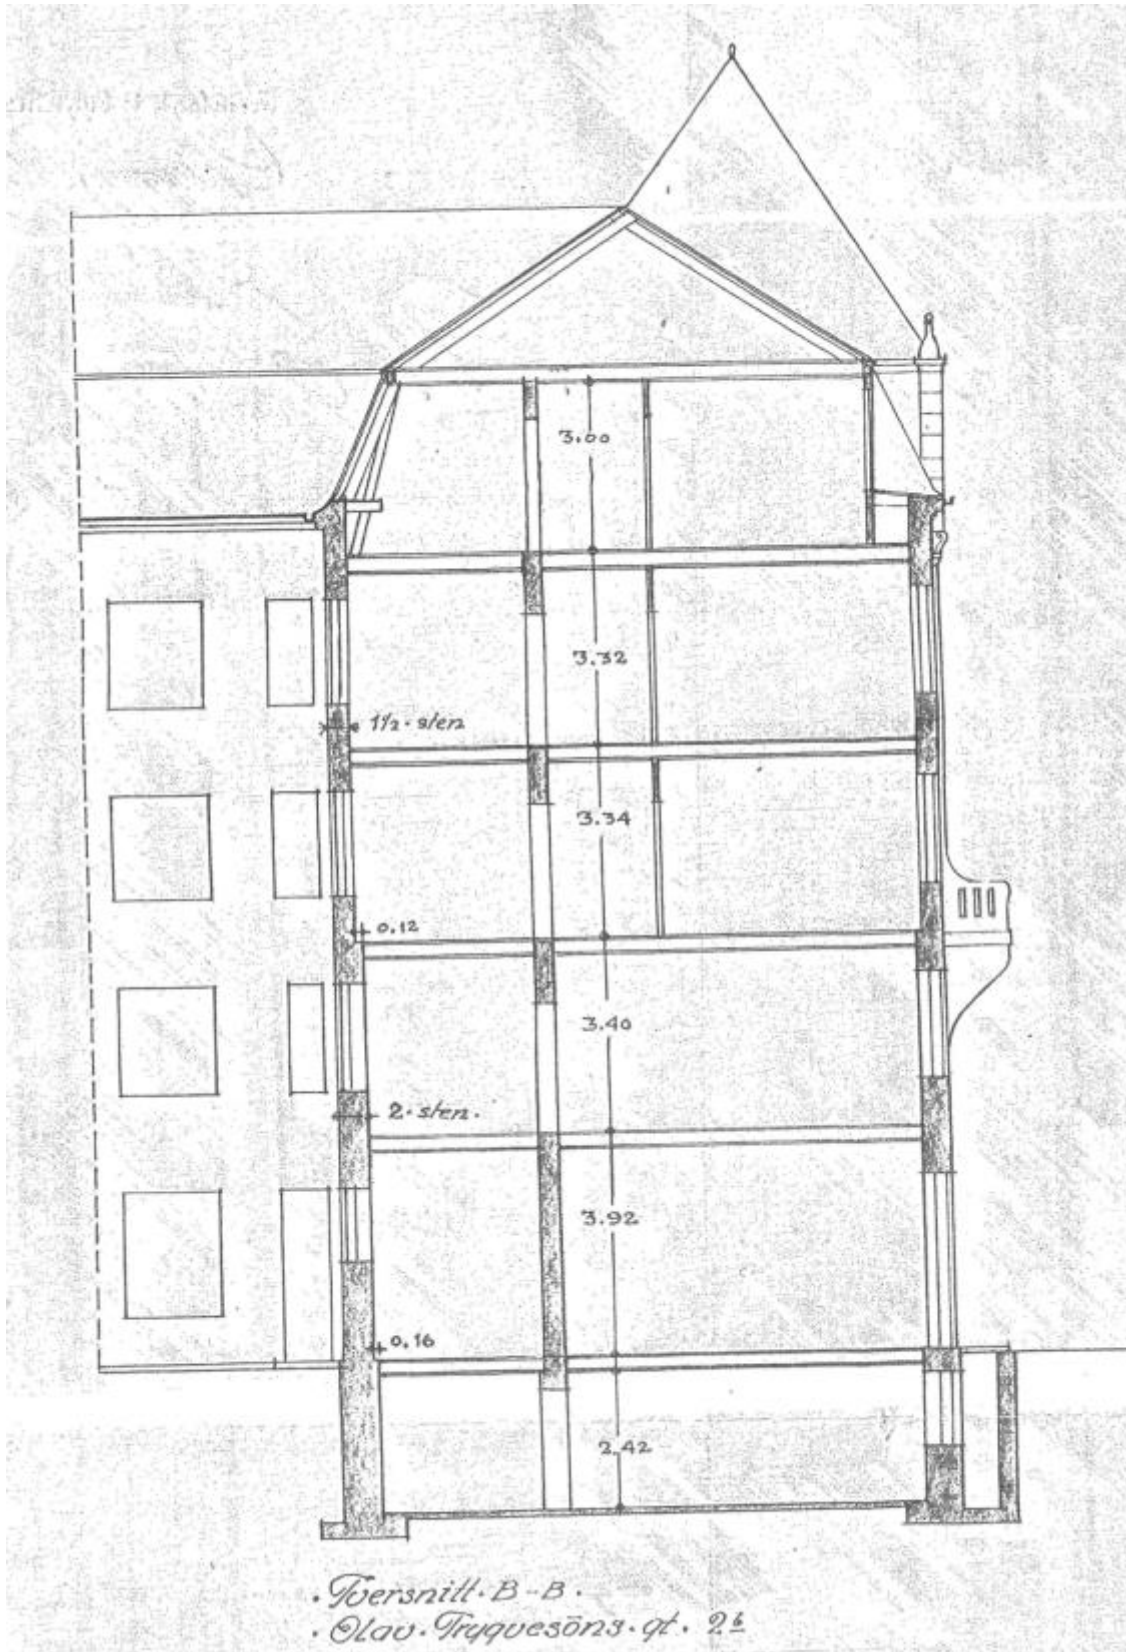 3.00
3.32
1½ · sten
3.34
0.12
3.40
2 · sten.
3.92
0.16
2.42
· Tversnitt · B - B ·
· Olav · Trygvesöns · gt · 2b